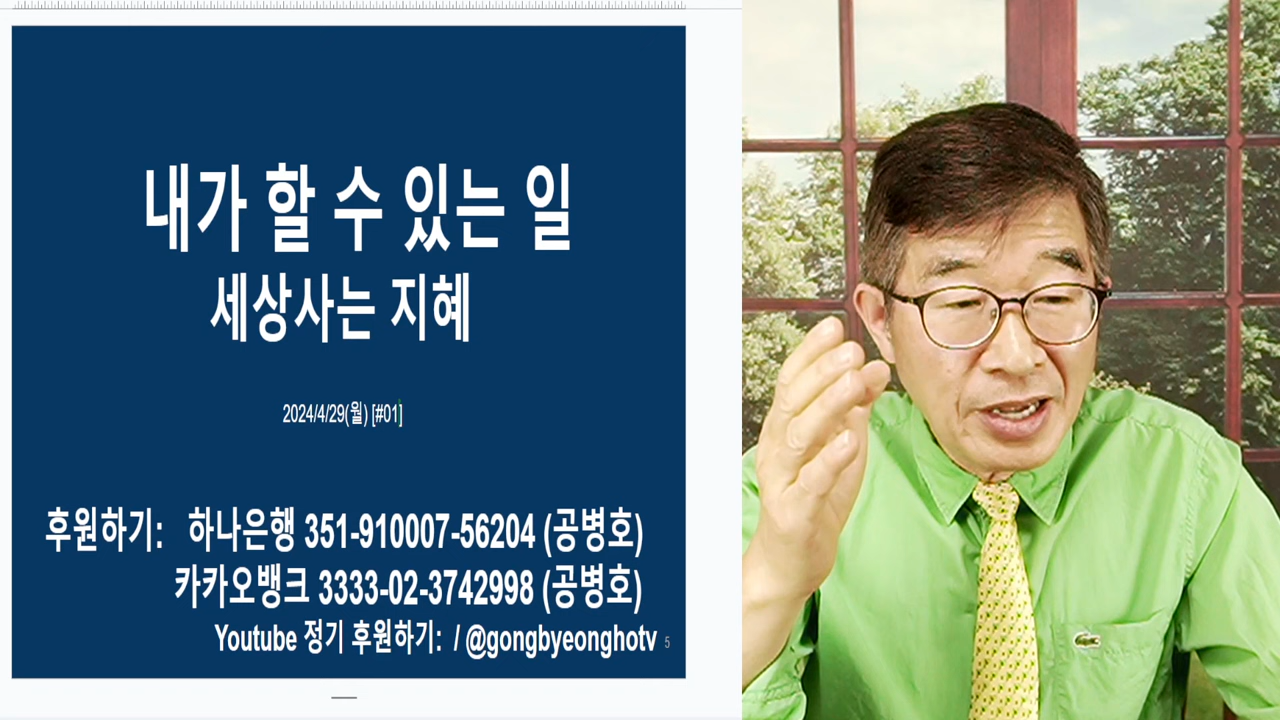 내가 할 수 있는 일
세상사는 지혜
2024/4/29(월) [#01]
후원하기: 하나은행 351-910007-56204 (공병호)
카카오뱅크 3333-02-3742998 (공병호)
Youtube 정기 후원하기: / @gongbyeonghotv 5